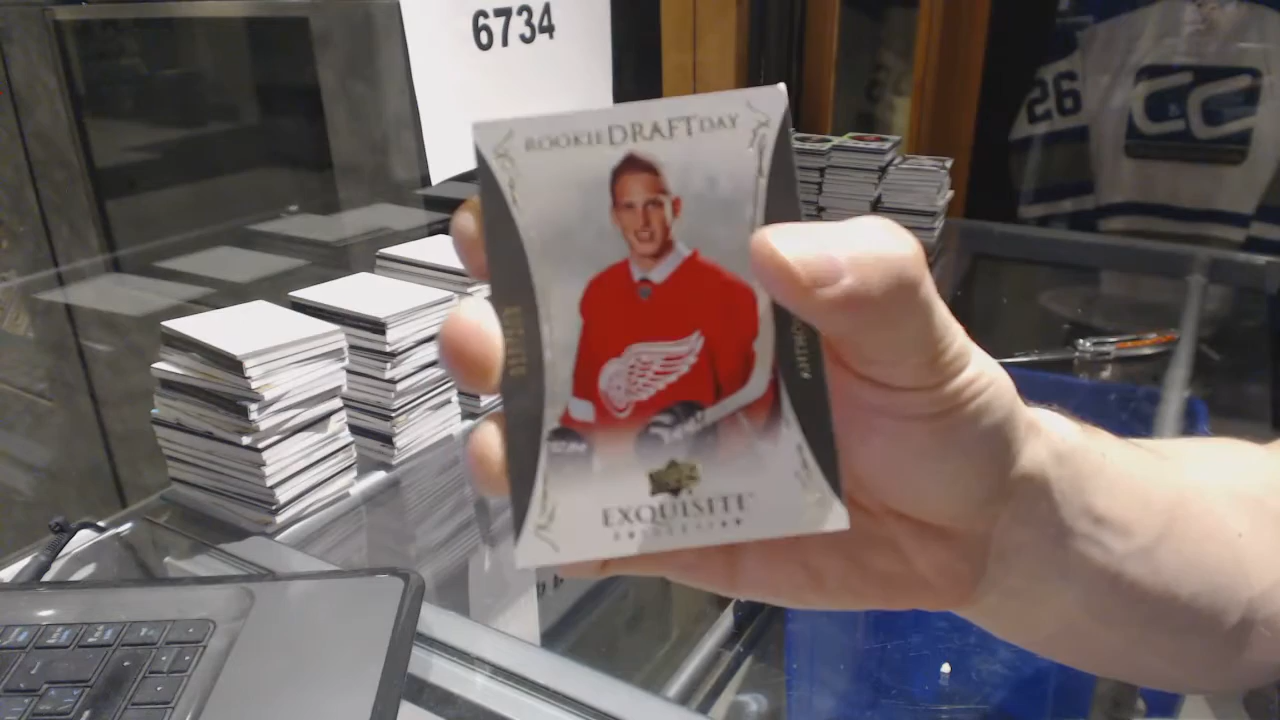 6734
ROOKIE DRAFT DAY
26
EXQUISITE
COLLECTION